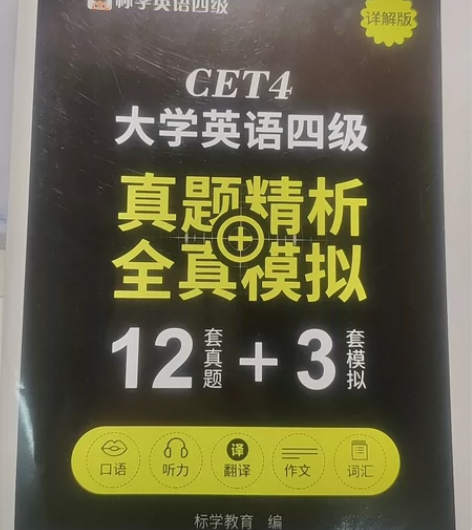 标学英语四级
详解版
CET4
大学英语四级
真题精析
+
全真模拟
12套真题+3套模拟
口语 听力 译 翻译 作文 词汇
标学教育 编